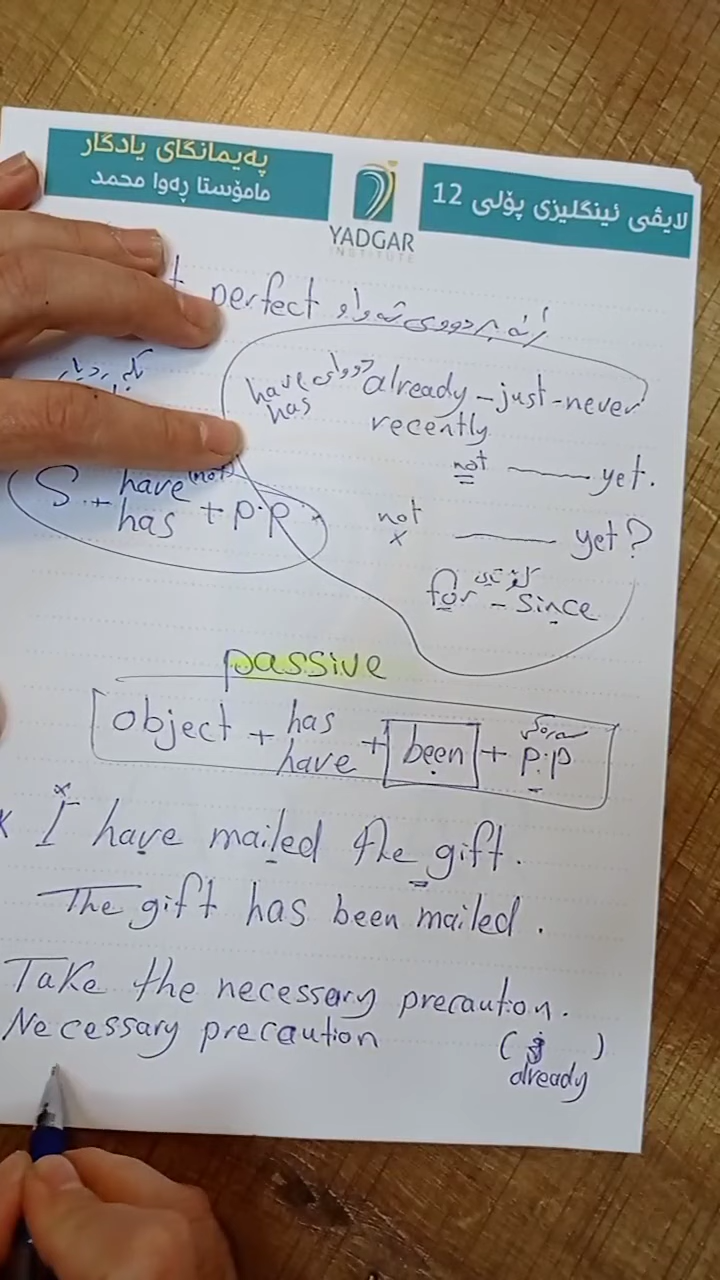 پەیمانگای یادگار
مامۆستا ڕەوا محمد
YADGAR
INSTITUTE
لایڤی ئینگلیزی پۆلی 12
perfect
have already - just - never
has recently
not ——— yet.
not ——— yet?
x
for - since
S. + have (not) + p.p
has
passive
object + has + been + p.p
have
I have mailed the gift.
The gift has been mailed.
Take the necessary precaution.
Necessary precaution ( )
already